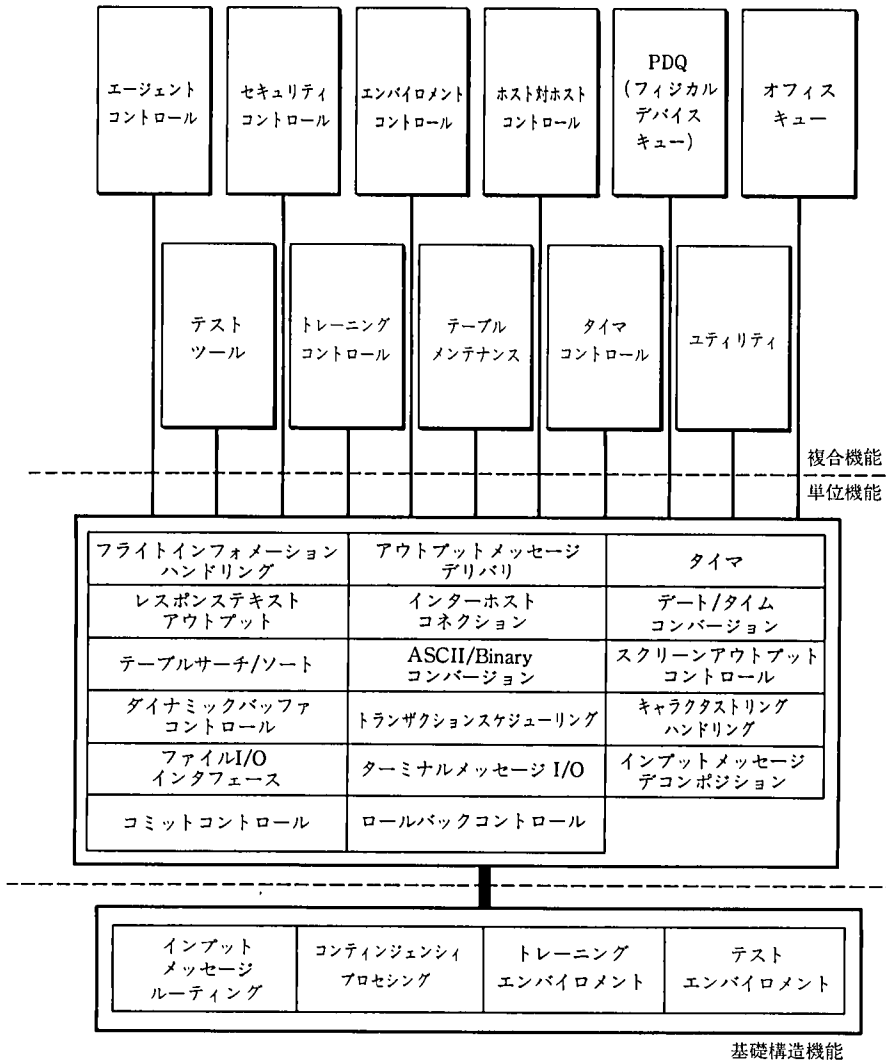 エージェント
コントロール
セキュリティ
コントロール
エンバイロメント
コントロール
ホスト対ホスト
コントロール
PDQ
(フィジカル
デバイス
キュー)
オフィス
キュー
テスト
ツール
トレーニング
コントロール
テーブル
メンテナンス
タイマ
コントロール
ユティリティ
複合機能
単位機能
フライトインフォメーション
ハンドリング
アウトプットメッセージ
デリバリ
タイマ
レスポンステキスト
アウトプット
インターホスト
コネクション
デート/タイム
コンバージョン
テーブルサーチ/ソート
ASCII/Binary
コンバージョン
スクリーンアウトプット
コントロール
ダイナミックバッファ
コントロール
トランザクションスケジューリング
キャラクタストリング
ハンドリング
ファイルI/O
インタフェース
ターミナルメッセージ I/O
インプットメッセージ
デコンポジション
コミットコントロール
ロールバックコントロール
インプット
メッセージ
ルーティング
コンティンジェンシィ
プロセシング
トレーニング
エンバイロメント
テスト
エンバイロメント
基礎構造機能